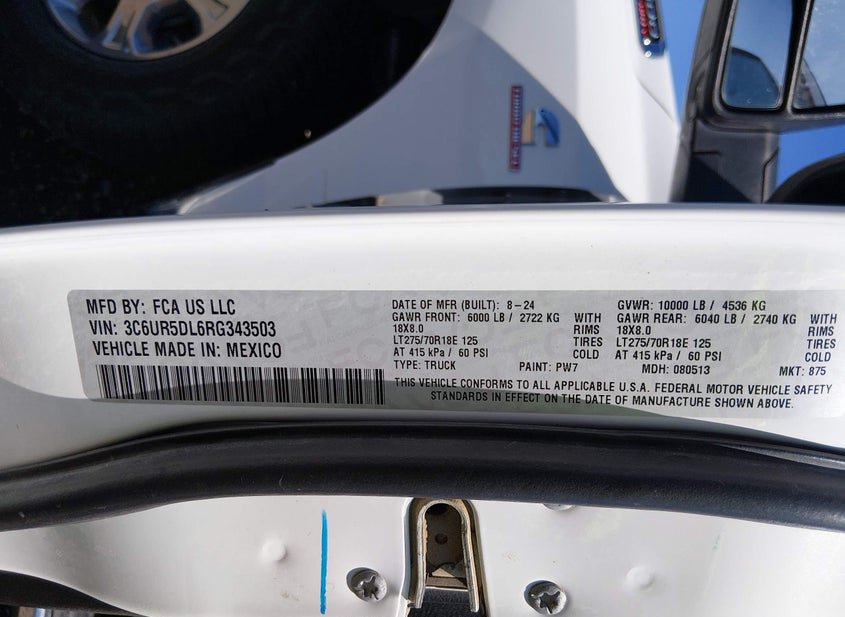 MFD BY: FCA US LLC
VIN: 3C6UR5DL6RG343503
VEHICLE MADE IN: MEXICO
DATE OF MFR (BUILT): 8-24 GVWR: 10000 LB / 4536 KG
GAWR FRONT: 6000 LB / 2722 KG WITH GAWR REAR: 6040 LB / 2740 KG WITH
18X8.0 RIMS 18X8.0 RIMS
LT275/70R18E 125 TIRES LT275/70R18E 125 TIRES
AT 415 kPa / 60 PSI COLD AT 415 kPa / 60 PSI COLD
TYPE: TRUCK PAINT: PW7 MDH: 080513 MKT: 875
THIS VEHICLE CONFORMS TO ALL APPLICABLE U.S.A. FEDERAL MOTOR VEHICLE SAFETY
STANDARDS IN EFFECT ON THE DATE OF MANUFACTURE SHOWN ABOVE.